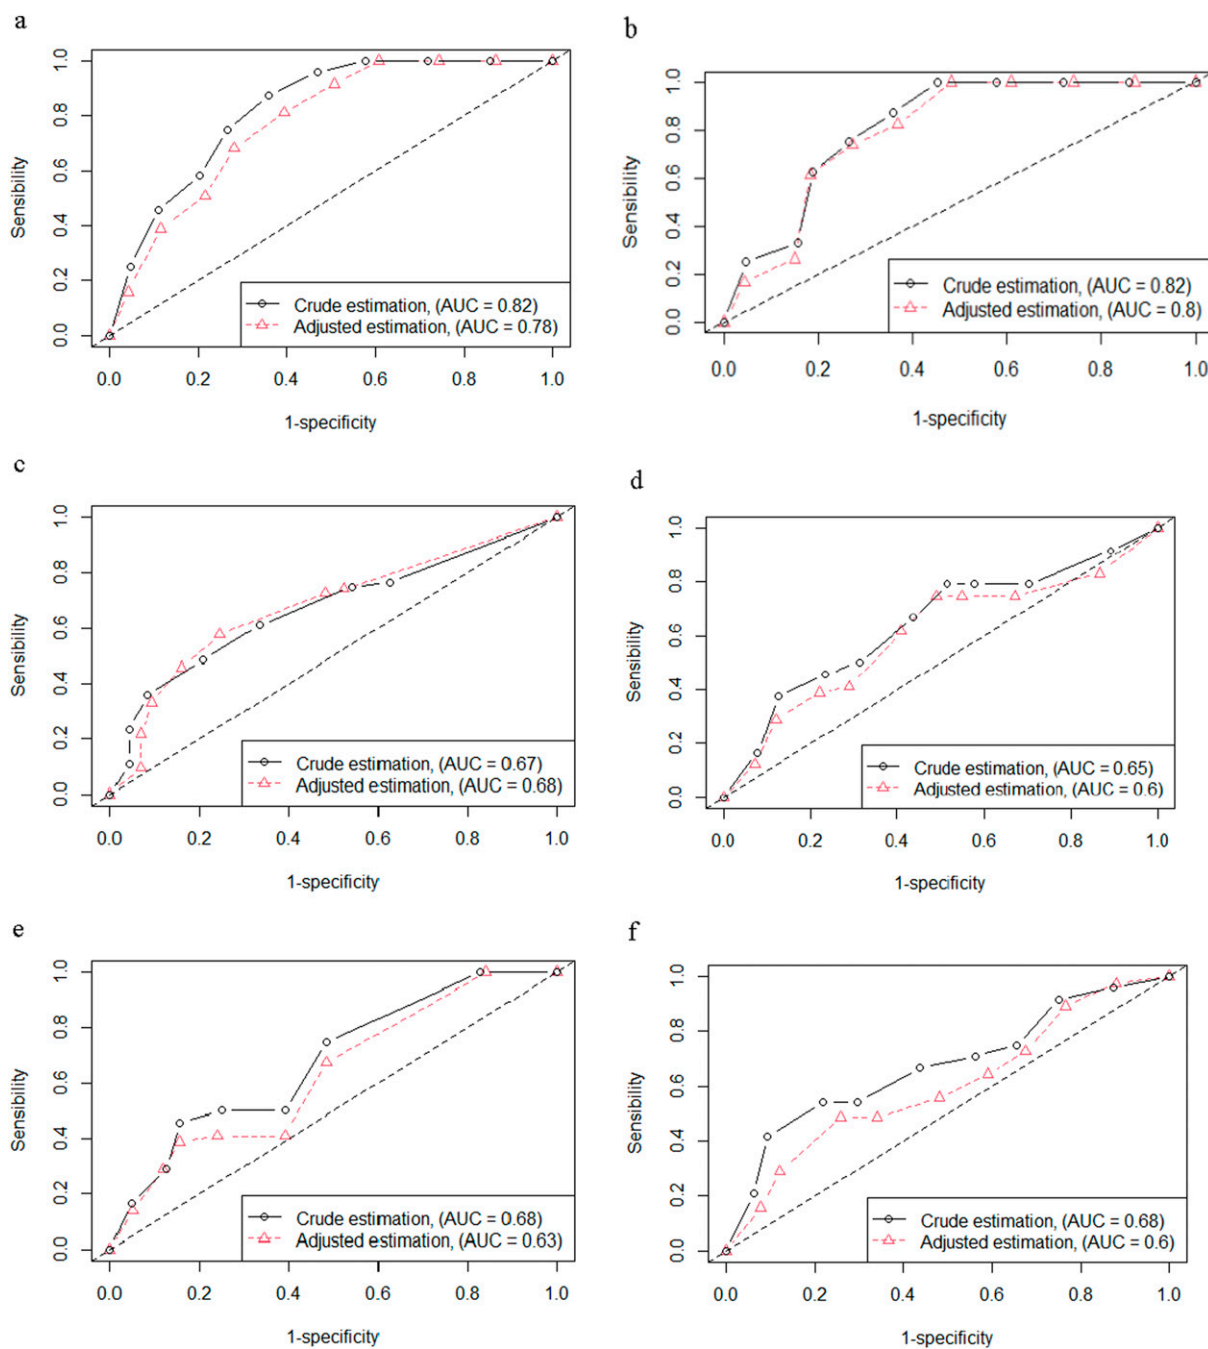 a
Sensibility
1.0
0.8
0.6
0.4
0.2
0.0
Crude estimation, (AUC = 0.82)
Adjusted estimation, (AUC = 0.78)
0.0 0.2 0.4 0.6 0.8 1.0
1-specificity
b
Sensibility
1.0
0.8
0.6
0.4
0.2
0.0
Crude estimation, (AUC = 0.82)
Adjusted estimation, (AUC = 0.8)
0.0 0.2 0.4 0.6 0.8 1.0
1-specificity
c
Sensibility
1.0
0.8
0.6
0.4
0.2
0.0
Crude estimation, (AUC = 0.67)
Adjusted estimation, (AUC = 0.68)
0.0 0.2 0.4 0.6 0.8 1.0
1-specificity
d
Sensibility
1.0
0.8
0.6
0.4
0.2
0.0
Crude estimation, (AUC = 0.65)
Adjusted estimation, (AUC = 0.6)
0.0 0.2 0.4 0.6 0.8 1.0
1-specificity
e
Sensibility
1.0
0.8
0.6
0.4
0.2
0.0
Crude estimation, (AUC = 0.68)
Adjusted estimation, (AUC = 0.63)
0.0 0.2 0.4 0.6 0.8 1.0
1-specificity
f
Sensibility
1.0
0.8
0.6
0.4
0.2
0.0
Crude estimation, (AUC = 0.68)
Adjusted estimation, (AUC = 0.6)
0.0 0.2 0.4 0.6 0.8 1.0
1-specificity